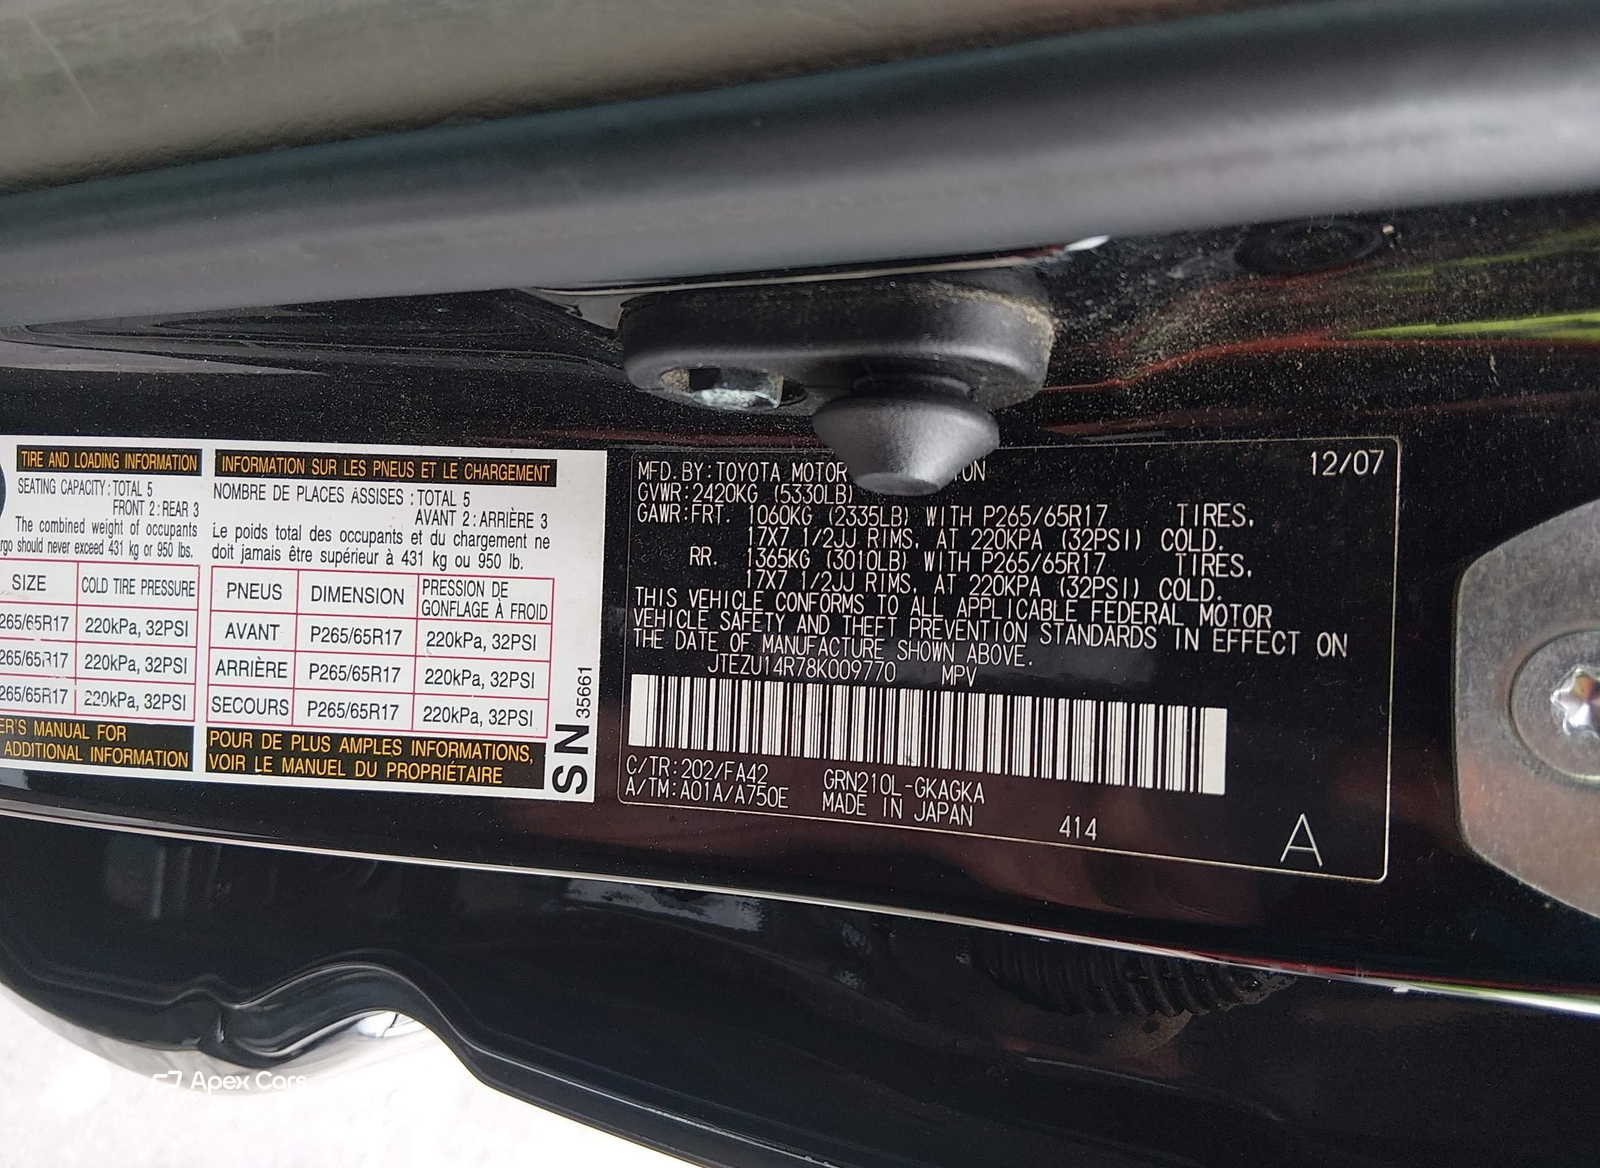 TIRE AND LOADING INFORMATION
SEATING CAPACITY: TOTAL 5
FRONT 2: REAR 3
The combined weight of occupants
should never exceed 431 kg or 950 lbs.
SIZE COLD TIRE PRESSURE
265/65R17 220kPa, 32PSI
265/65R17 220kPa, 32PSI
265/65R17 220kPa, 32PSI
MANUAL FOR
ADDITIONAL INFORMATION
INFORMATION SUR LES PNEUS ET LE CHARGEMENT
NOMBRE DE PLACES ASSISES : TOTAL 5
AVANT 2: ARRIÈRE 3
Le poids total des occupants et du chargement ne
doit jamais être supérieur à 431 kg ou 950 lb.
PNEUS DIMENSION PRESSION DE GONFLAGE À FROID
AVANT P265/65R17 220kPa, 32PSI
ARRIÈRE P265/65R17 220kPa, 32PSI
SECOURS P265/65R17 220kPa, 32PSI
POUR DE PLUS AMPLES INFORMATIONS,
VOIR LE MANUEL DU PROPRIÉTAIRE
SN 35661
12/07
MFD.BY:TOYOTA MOTOR
GVWR:2420KG (5330LB)
GAWR:FRT. 1060KG (2335LB) WITH P265/65R17 TIRES,
17X7 1/2JJ RIMS, AT 220KPA (32PSI) COLD.
RR. 1365KG (3010LB) WITH P265/65R17 TIRES,
17X7 1/2JJ RIMS, AT 220KPA (32PSI) COLD.
THIS VEHICLE CONFORMS TO ALL APPLICABLE FEDERAL MOTOR
VEHICLE SAFETY AND THEFT PREVENTION STANDARDS IN EFFECT ON
THE DATE OF MANUFACTURE SHOWN ABOVE.
JTEZU14R78K009770 MPV
C/TR:202/FA42 GRN210L-GKAGKA
A/TM:A01A/A750E MADE IN JAPAN
414
A
Apex Cars